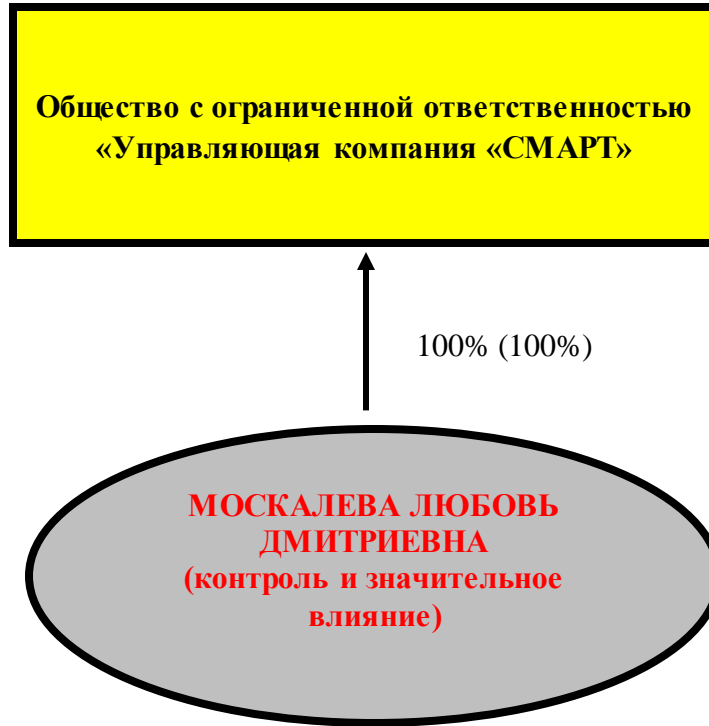 Общество с ограниченной ответственностью
«Управляющая компания «СМАРТ»
100% (100%)
МОСКАЛЕВА ЛЮБОВЬ
ДМИТРИЕВНА
(контроль и значительное
влияние)